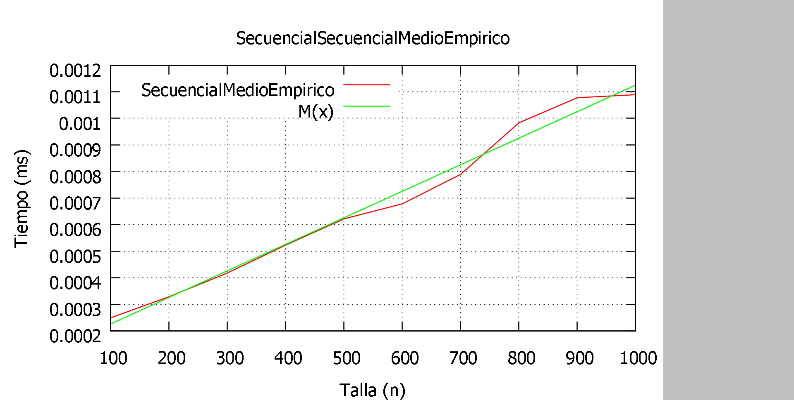 SecuencialSecuencialMedioEmpirico
0.0012
0.0011
0.001
0.0009
0.0008
0.0007
0.0006
0.0005
0.0004
0.0003
0.0002
Tiempo (ms)
SecuencialMedioEmpirico
M(x)
100 200 300 400 500 600 700 800 900 1000
Talla (n)